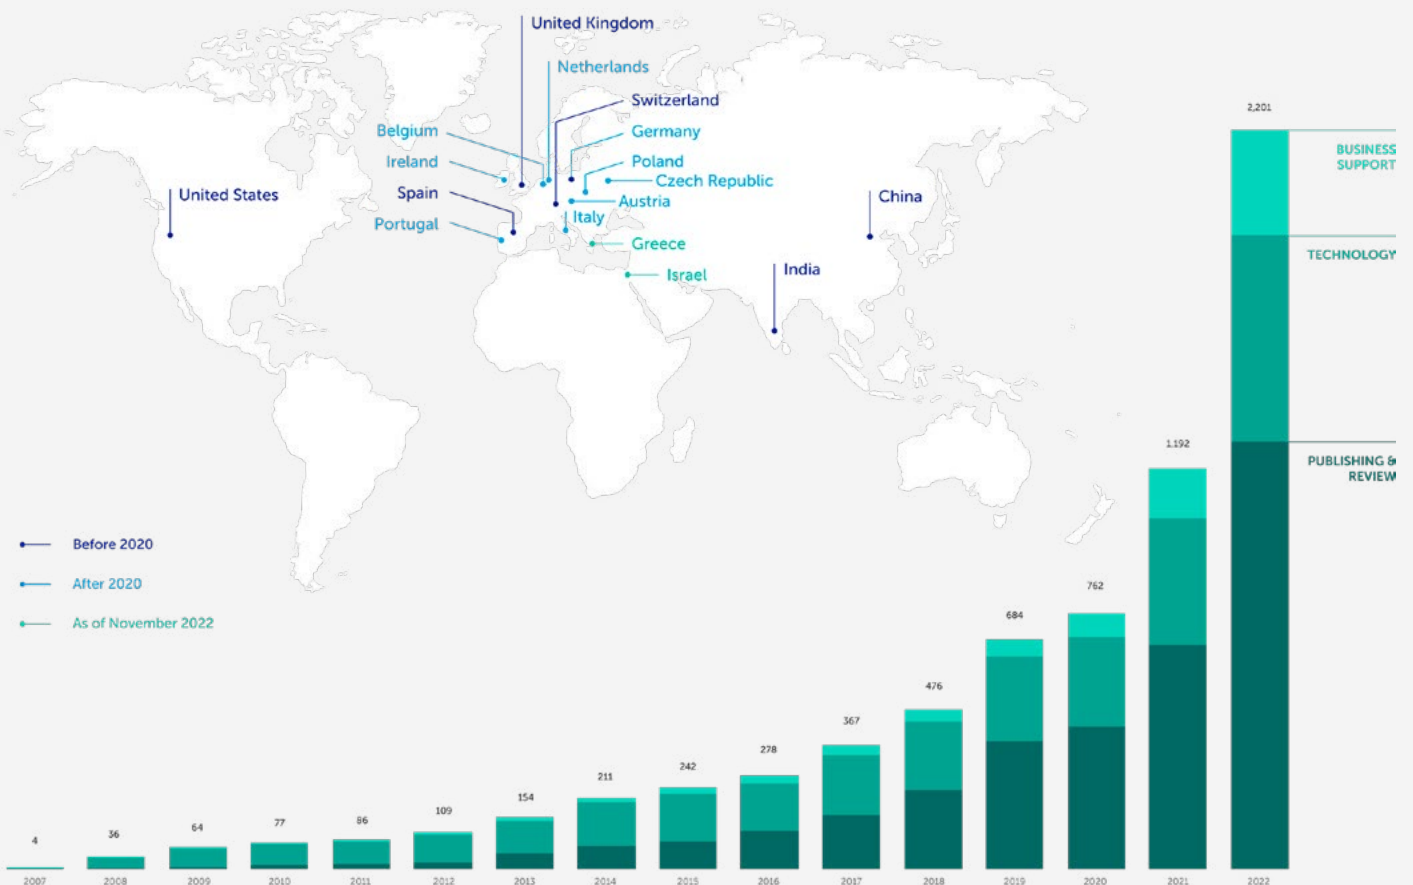 United Kingdom
Netherlands
Switzerland
Belgium
Germany
Ireland
Poland
Czech Republic
United States
Spain
Austria
China
Italy
Portugal
Greece
India
Israel
Before 2020
After 2020
As of November 2022
2,201
BUSINESS
SUPPORT
TECHNOLOGY
PUBLISHING &
REVIEW
4
36
64
77
86
109
154
211
242
278
367
476
684
762
1.192
2007
2008
2009
2010
2011
2012
2013
2014
2015
2016
2017
2018
2019
2020
2021
2022